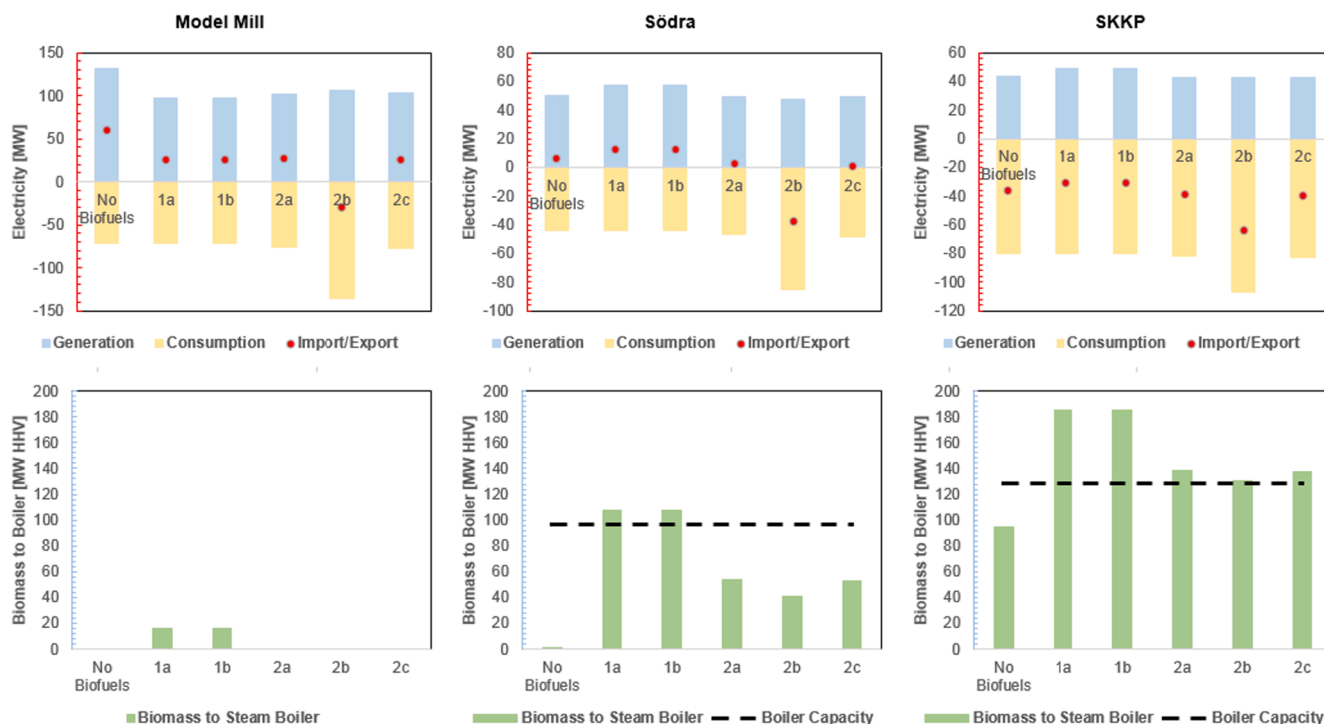 Model Mill
Electricity [MW]
150
100
50
0
-50
-100
-150
No
Biofuels
1a
1b
2a
2b
2c
Generation
Consumption
Import/Export
Södra
Electricity [MW]
80
60
40
20
0
-20
-40
-60
-80
-100
No
Biofuels
1a
1b
2a
2b
2c
Generation
Consumption
Import/Export
SKKP
Electricity [MW]
60
40
20
0
-20
-40
-60
-80
-100
-120
No
Biofuels
1a
1b
2a
2b
2c
Generation
Consumption
Import/Export
Biomass to Boiler [MW HHV]
200
180
160
140
120
100
80
60
40
20
0
No
Biofuels
1a
1b
2a
2b
2c
Biomass to Steam Boiler
Biomass to Boiler [MW HHV]
200
180
160
140
120
100
80
60
40
20
0
No
Biofuels
1a
1b
2a
2b
2c
Biomass to Steam Boiler
Boiler Capacity
Biomass to Boiler [MW HHV]
200
180
160
140
120
100
80
60
40
20
0
No
Biofuels
1a
1b
2a
2b
2c
Biomass to Steam Boiler
Boiler Capacity